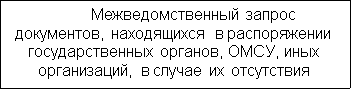 Межведомственный запрос
документов, находящихся в распоряжении
государственных органов, ОМСУ, иных
организаций, в случае их отсутствия